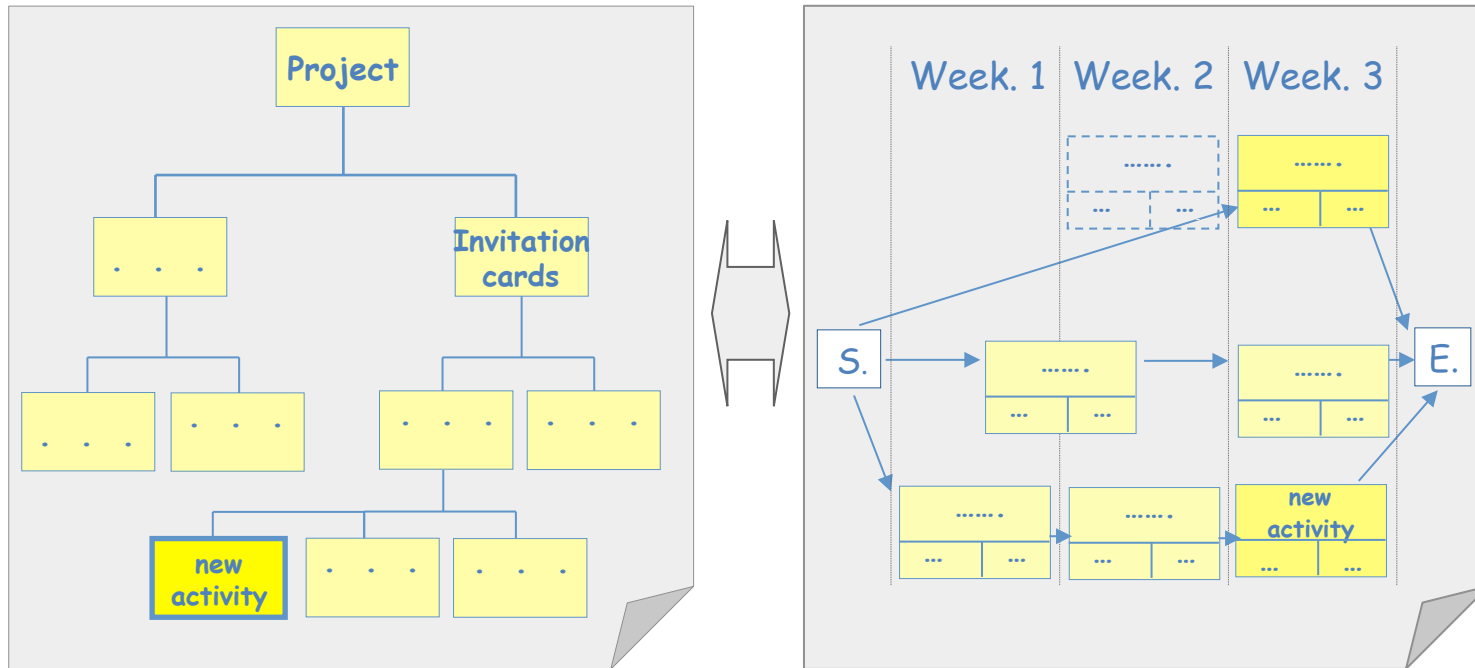 Project
. . .
Invitation
cards
. . .
. . .
. . .
. . .
new
activity
. . .
. . .
Week. 1
Week. 2
Week. 3
…….
... ...
…….
... ...
S.
…….
... ...
…….
... ...
E.
…….
... ...
…….
... ...
new
activity
... ...